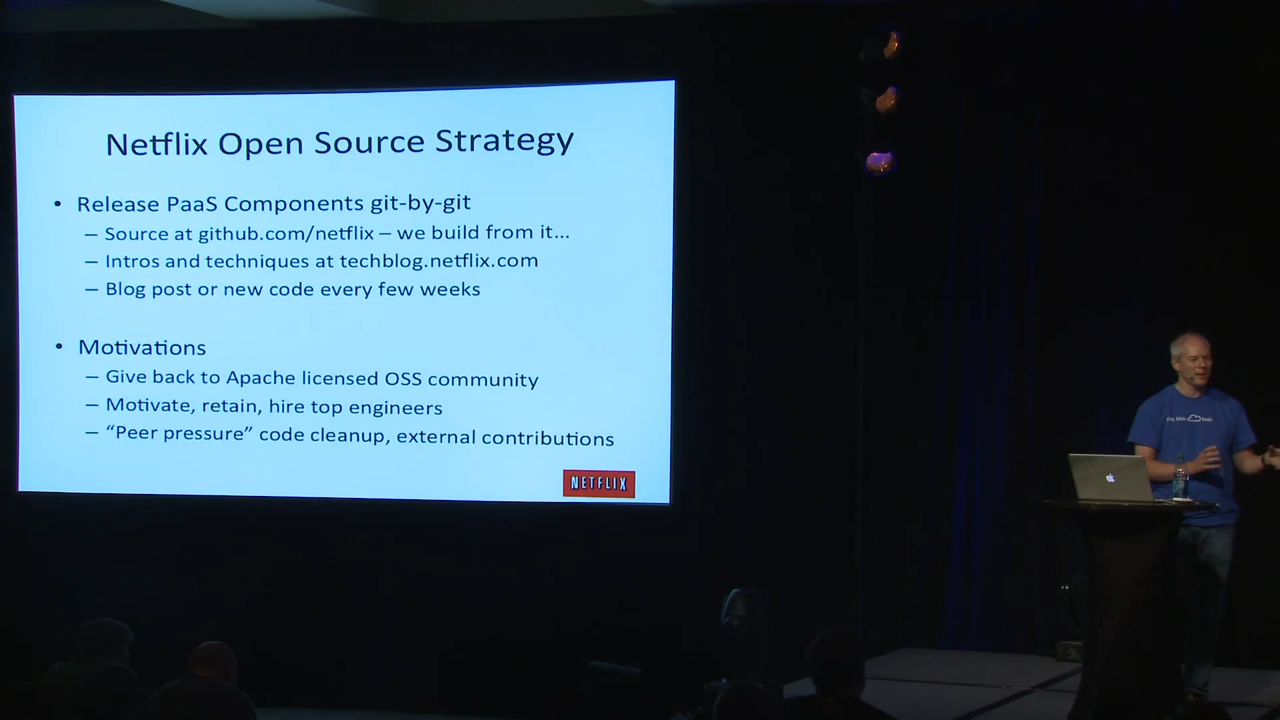 Netflix Open Source Strategy
• Release PaaS Components git-by-git
– Source at github.com/netflix – we build from it...
– Intros and techniques at techblog.netflix.com
– Blog post or new code every few weeks
• Motivations
– Give back to Apache licensed OSS community
– Motivate, retain, hire top engineers
– “Peer pressure” code cleanup, external contributions
NETFLIX